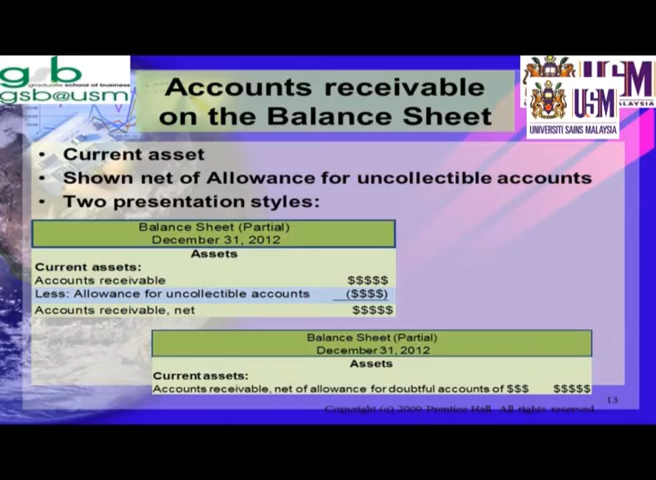 gsb
graduate school of business
gsb@usm
USM
UNIVERSITI SAINS MALAYSIA
Accounts receivable
on the Balance Sheet
• Current asset
• Shown net of Allowance for uncollectible accounts
• Two presentation styles:
Balance Sheet (Partial)
December 31, 2012
Assets
Current assets:
Accounts receivable $$$$$
Less: Allowance for uncollectible accounts ($$$$)
Accounts receivable, net $$$$$
Balance Sheet (Partial)
December 31, 2012
Assets
Current assets:
Accounts receivable, net of allowance for doubtful accounts of $$$ $$$$$
13
Copyright (c) 2009 Prentice Hall. All rights reserved